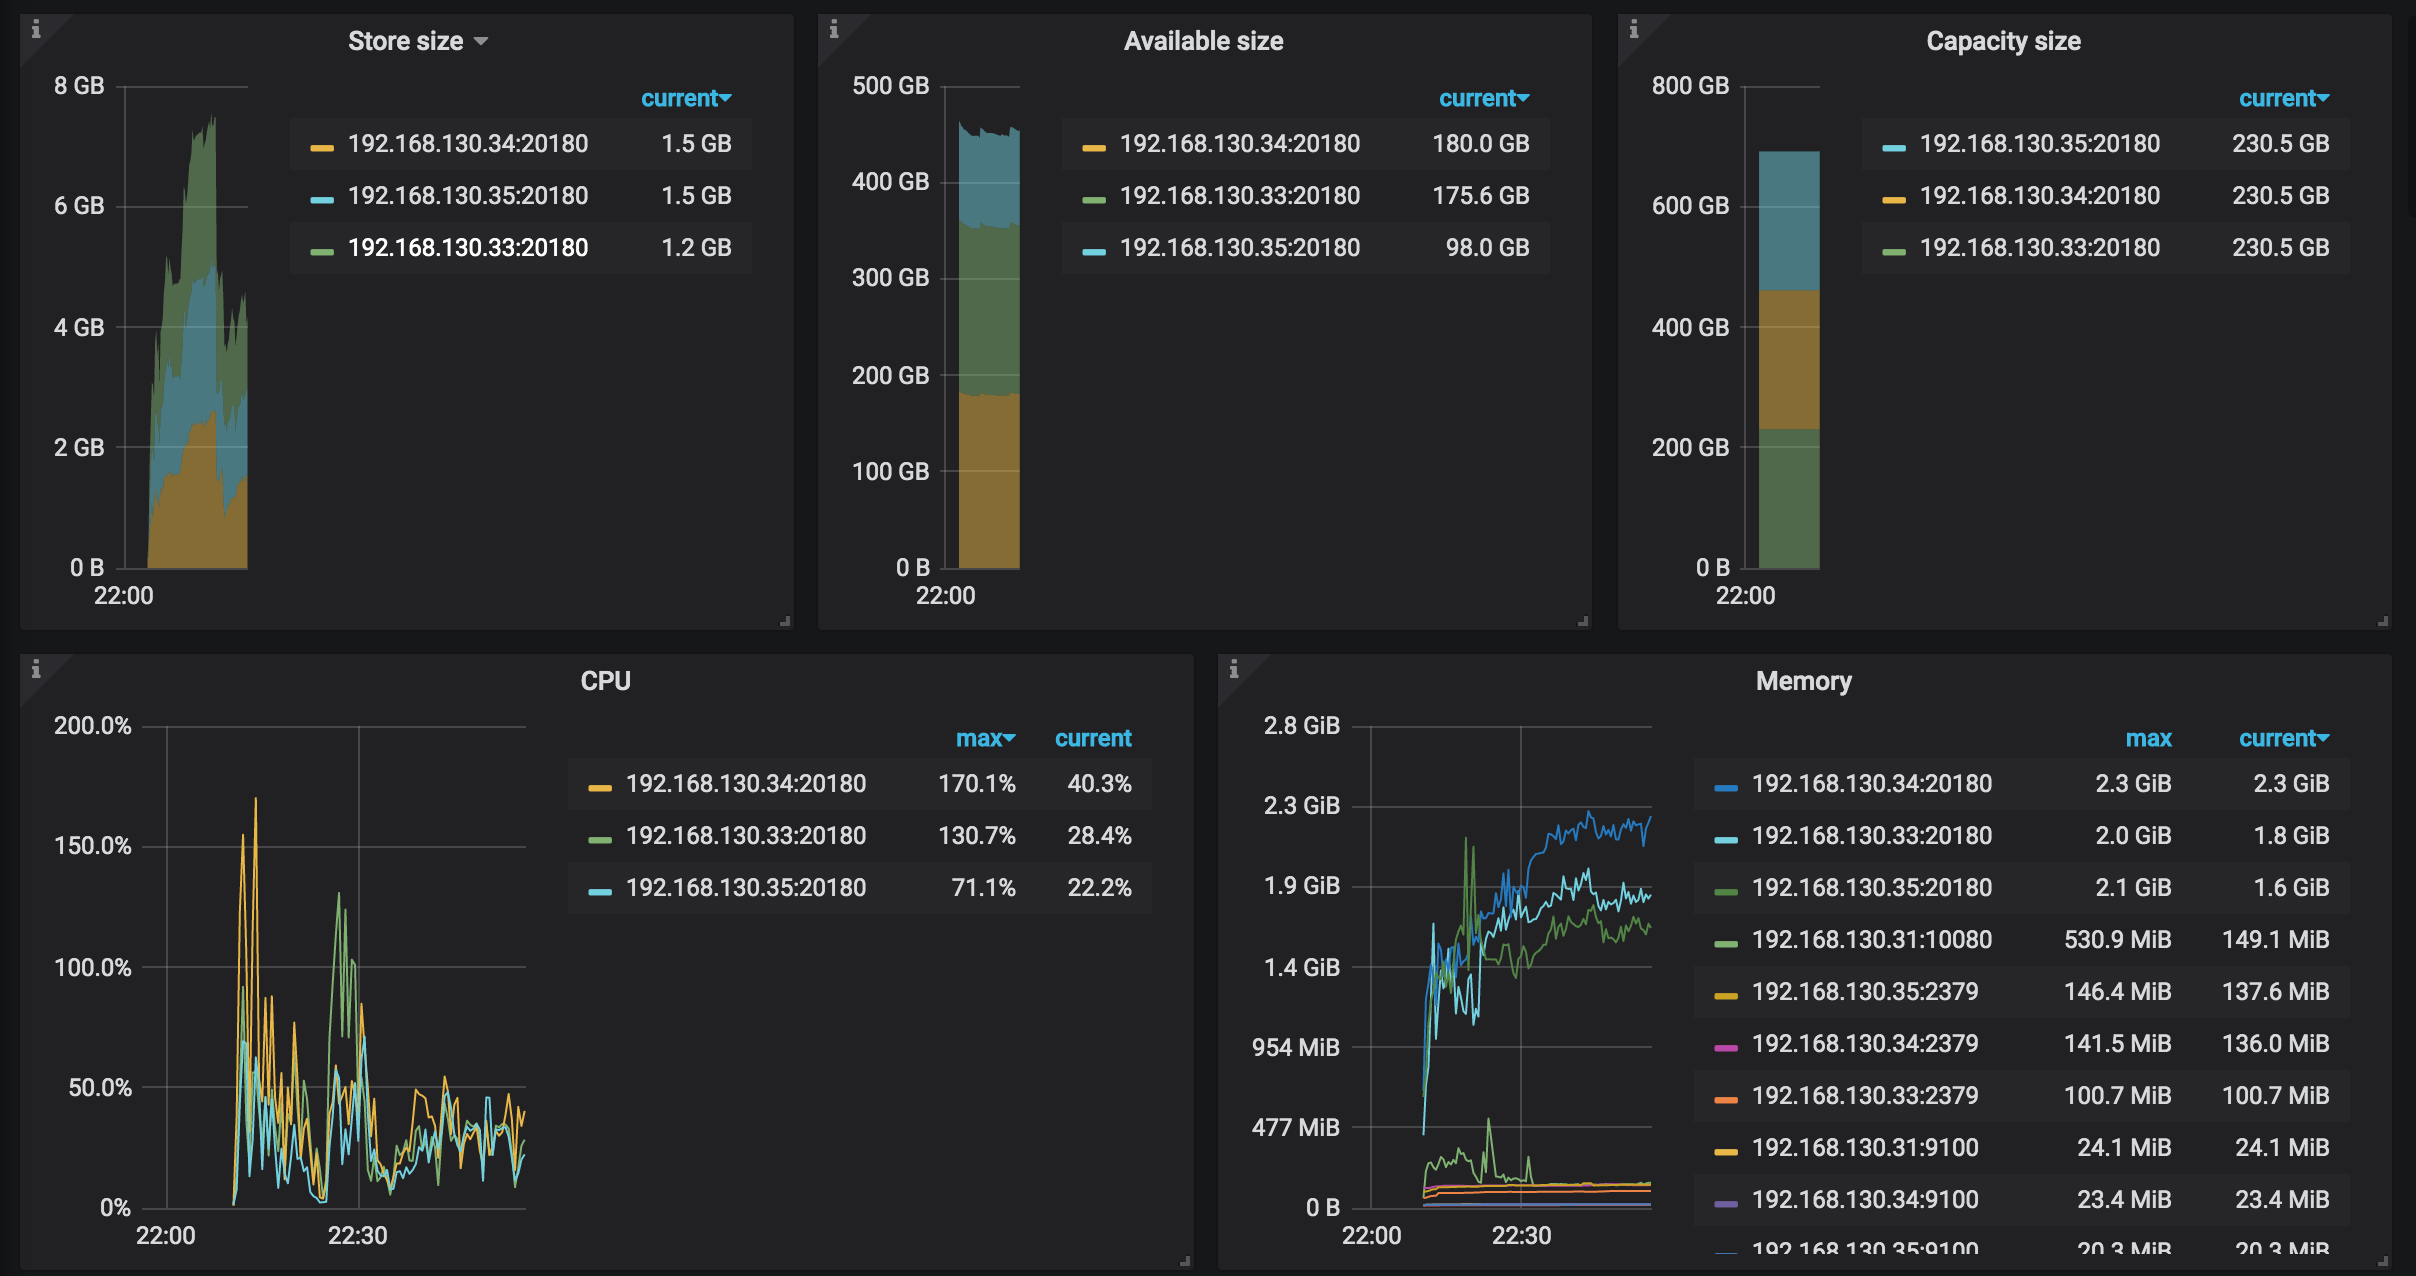 Store size
8 GB
6 GB
4 GB
2 GB
0 B
22:00
current
192.168.130.34:20180 1.5 GB
192.168.130.35:20180 1.5 GB
192.168.130.33:20180 1.2 GB
Available size
500 GB
400 GB
300 GB
200 GB
100 GB
0 B
22:00
current
192.168.130.34:20180 180.0 GB
192.168.130.33:20180 175.6 GB
192.168.130.35:20180 98.0 GB
Capacity size
800 GB
600 GB
400 GB
200 GB
0 B
22:00
current
192.168.130.35:20180 230.5 GB
192.168.130.34:20180 230.5 GB
192.168.130.33:20180 230.5 GB
CPU
200.0%
150.0%
100.0%
50.0%
0%
22:00 22:30
max current
192.168.130.34:20180 170.1% 40.3%
192.168.130.33:20180 130.7% 28.4%
192.168.130.35:20180 71.1% 22.2%
Memory
2.8 GiB
2.3 GiB
1.9 GiB
1.4 GiB
954 MiB
477 MiB
0 B
22:00 22:30
max current
192.168.130.34:20180 2.3 GiB 2.3 GiB
192.168.130.33:20180 2.0 GiB 1.8 GiB
192.168.130.35:20180 2.1 GiB 1.6 GiB
192.168.130.31:10080 530.9 MiB 149.1 MiB
192.168.130.35:2379 146.4 MiB 137.6 MiB
192.168.130.34:2379 141.5 MiB 136.0 MiB
192.168.130.33:2379 100.7 MiB 100.7 MiB
192.168.130.31:9100 24.1 MiB 24.1 MiB
192.168.130.34:9100 23.4 MiB 23.4 MiB
192.168.130.35:9100 20.3 MiB 20.3 MiB